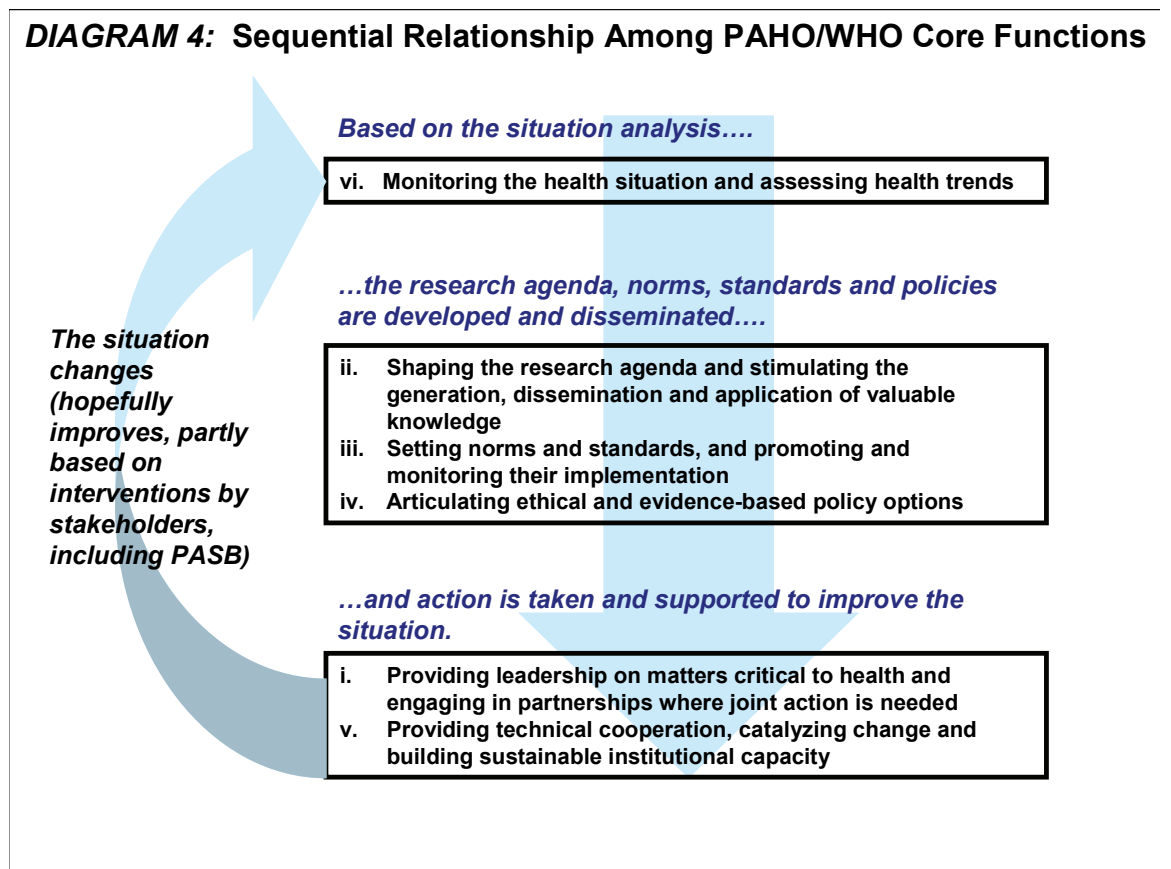 DIAGRAM 4: Sequential Relationship Among PAHO/WHO Core Functions
Based on the situation analysis….
vi. Monitoring the health situation and assessing health trends
…the research agenda, norms, standards and policies
are developed and disseminated….
The situation
changes
(hopefully
improves, partly
based on
interventions by
stakeholders,
including PASB)
ii. Shaping the research agenda and stimulating the
generation, dissemination and application of valuable
knowledge
iii. Setting norms and standards, and promoting and
monitoring their implementation
iv. Articulating ethical and evidence-based policy options
…and action is taken and supported to improve the
situation.
i. Providing leadership on matters critical to health and
engaging in partnerships where joint action is needed
v. Providing technical cooperation, catalyzing change and
building sustainable institutional capacity